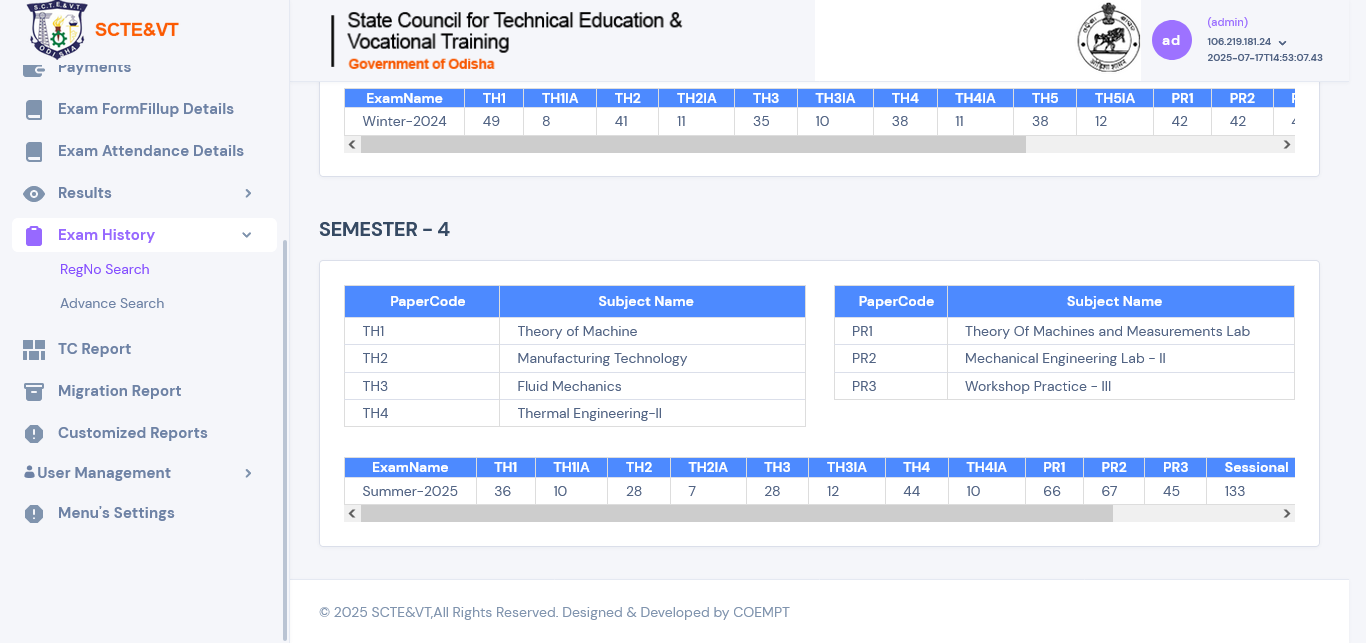 S.C.T.E.&.V.T.
ODISHA
SCTE&VT
State Council for Technical Education &
Vocational Training
Government of Odisha
ad
(admin)
106.219.181.24
2025-07-17T14:53:07.43
Payments
Exam FormFillup Details
Exam Attendance Details
Results
Exam History
RegNo Search
Advance Search
TC Report
Migration Report
Customized Reports
User Management
Menu's Settings
ExamName TH1 TH1IA TH2 TH2IA TH3 TH3IA TH4 TH4IA TH5 TH5IA PR1 PR2
Winter-2024 49 8 41 11 35 10 38 11 38 12 42 42
SEMESTER - 4
PaperCode Subject Name
TH1 Theory of Machine
TH2 Manufacturing Technology
TH3 Fluid Mechanics
TH4 Thermal Engineering-II
PaperCode Subject Name
PR1 Theory Of Machines and Measurements Lab
PR2 Mechanical Engineering Lab - II
PR3 Workshop Practice - III
ExamName TH1 TH1IA TH2 TH2IA TH3 TH3IA TH4 TH4IA PR1 PR2 PR3 Sessional
Summer-2025 36 10 28 7 28 12 44 10 66 67 45 133
© 2025 SCTE&VT,All Rights Reserved. Designed & Developed by COEMPT